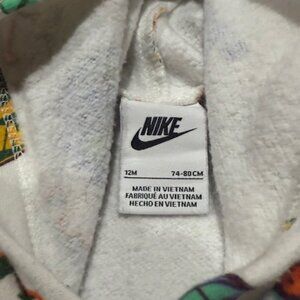 NIKE
12M 74-80CM
MADE IN VIETNAM
FABRIQUÉ AU VIETNAM
HECHO EN VIETNAM